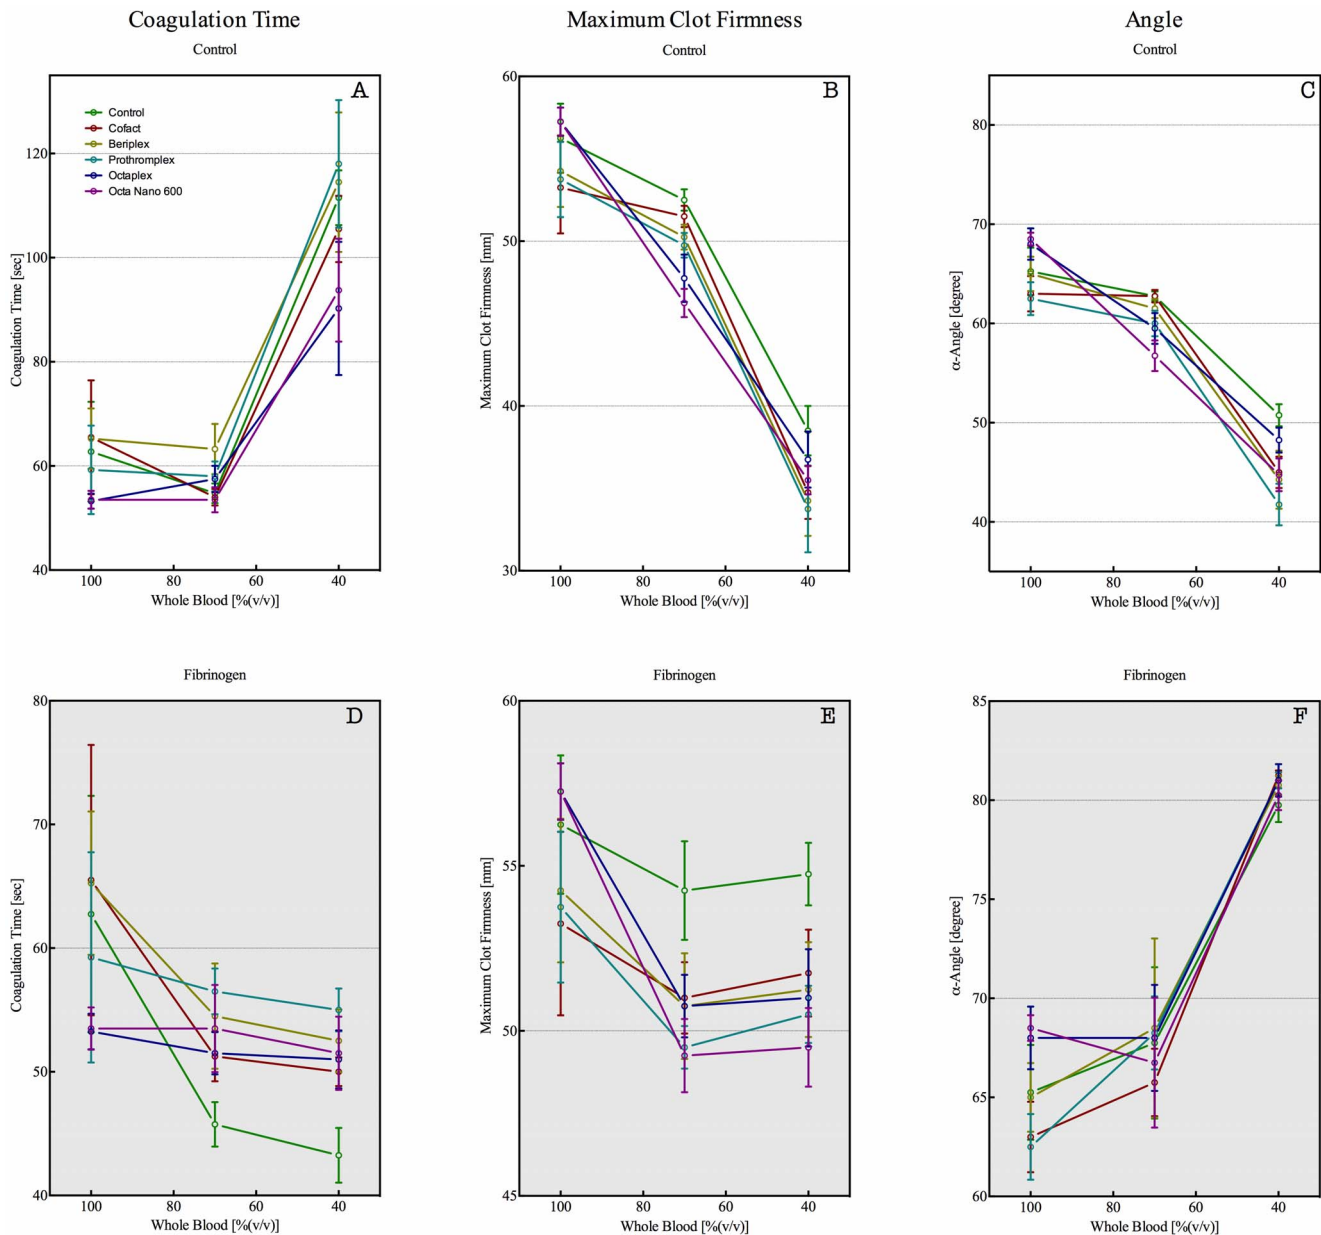 Coagulation Time
Maximum Clot Firmness
Angle
Control
Control
Control
A
Control
Cofact
Beriplex
Prothromplex
Octaplex
Octa Nano 600
120
100
80
60
40
Coagulation Time [sec]
100 80 60 40
Whole Blood [%(v/v)]
B
60
50
40
30
Maximum Clot Firmness [mm]
100 80 60 40
Whole Blood [%(v/v)]
C
80
70
60
50
40
α-Angle [degree]
100 80 60 40
Whole Blood [%(v/v)]
Fibrinogen
D
80
70
60
50
40
Coagulation Time [sec]
100 80 60 40
Whole Blood [%(v/v)]
Fibrinogen
E
60
55
50
45
Maximum Clot Firmness [mm]
100 80 60 40
Whole Blood [%(v/v)]
Fibrinogen
F
85
80
75
70
65
60
α-Angle [degree]
100 80 60 40
Whole Blood [%(v/v)]